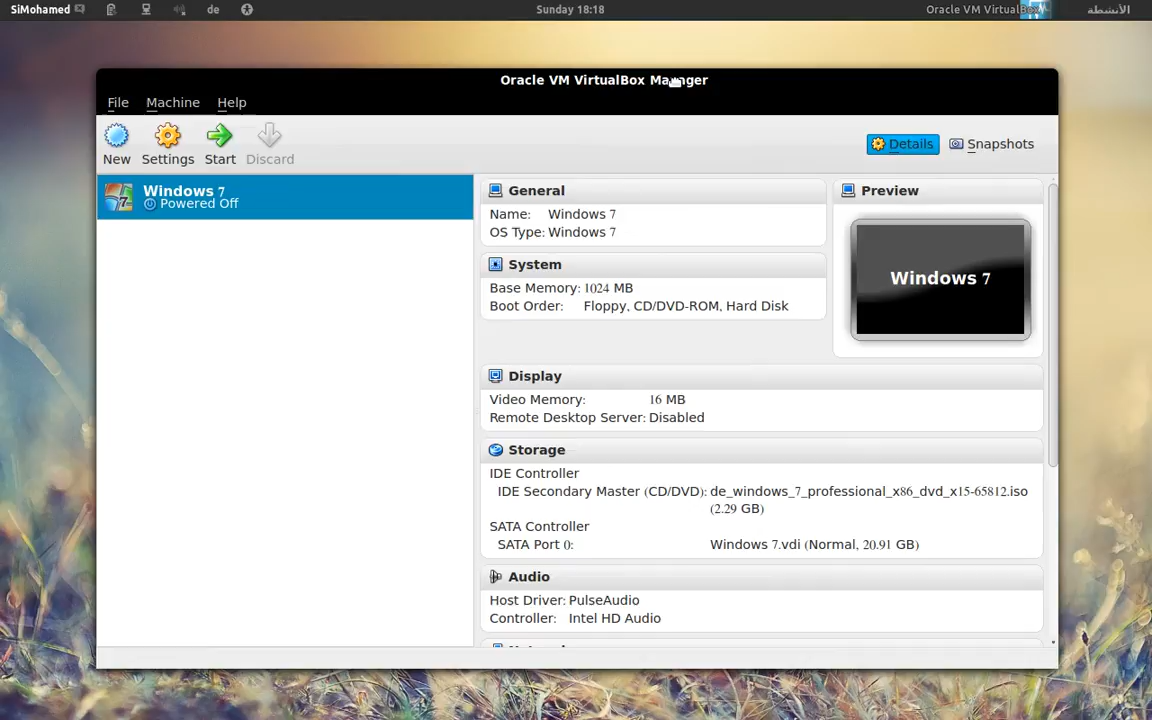 SiMohamed
de
Sunday 18:18
Oracle VM VirtualBox
الأنشطة
Oracle VM VirtualBox Manager
File Machine Help
New Settings Start Discard
Details Snapshots
Windows 7
Powered Off
General
Name: Windows 7
OS Type: Windows 7
System
Base Memory: 1024 MB
Boot Order: Floppy, CD/DVD-ROM, Hard Disk
Preview
Windows 7
Display
Video Memory: 16 MB
Remote Desktop Server: Disabled
Storage
IDE Controller
IDE Secondary Master (CD/DVD): de_windows_7_professional_x86_dvd_x15-65812.iso
(2.29 GB)
SATA Controller
SATA Port 0: Windows 7.vdi (Normal, 20.91 GB)
Audio
Host Driver: PulseAudio
Controller: Intel HD Audio